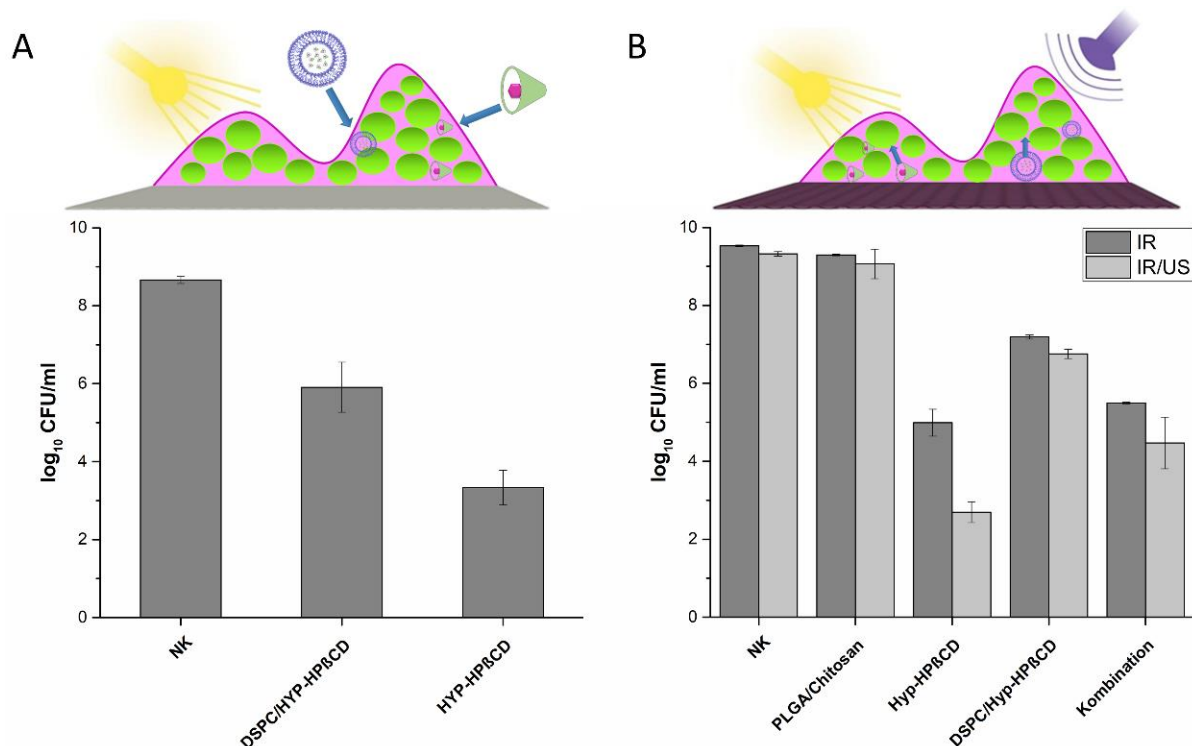 A
B
10
8
6
4
2
0
log₁₀ CFU/ml
NK
DSPC/HYP-HPßCD
HYP-HPßCD
10
8
6
4
2
0
log₁₀ CFU/ml
IR
IR/US
NK
PLGA/Chitosan
Hyp-HPßCD
DSPC/Hyp-HPßCD
Kombination